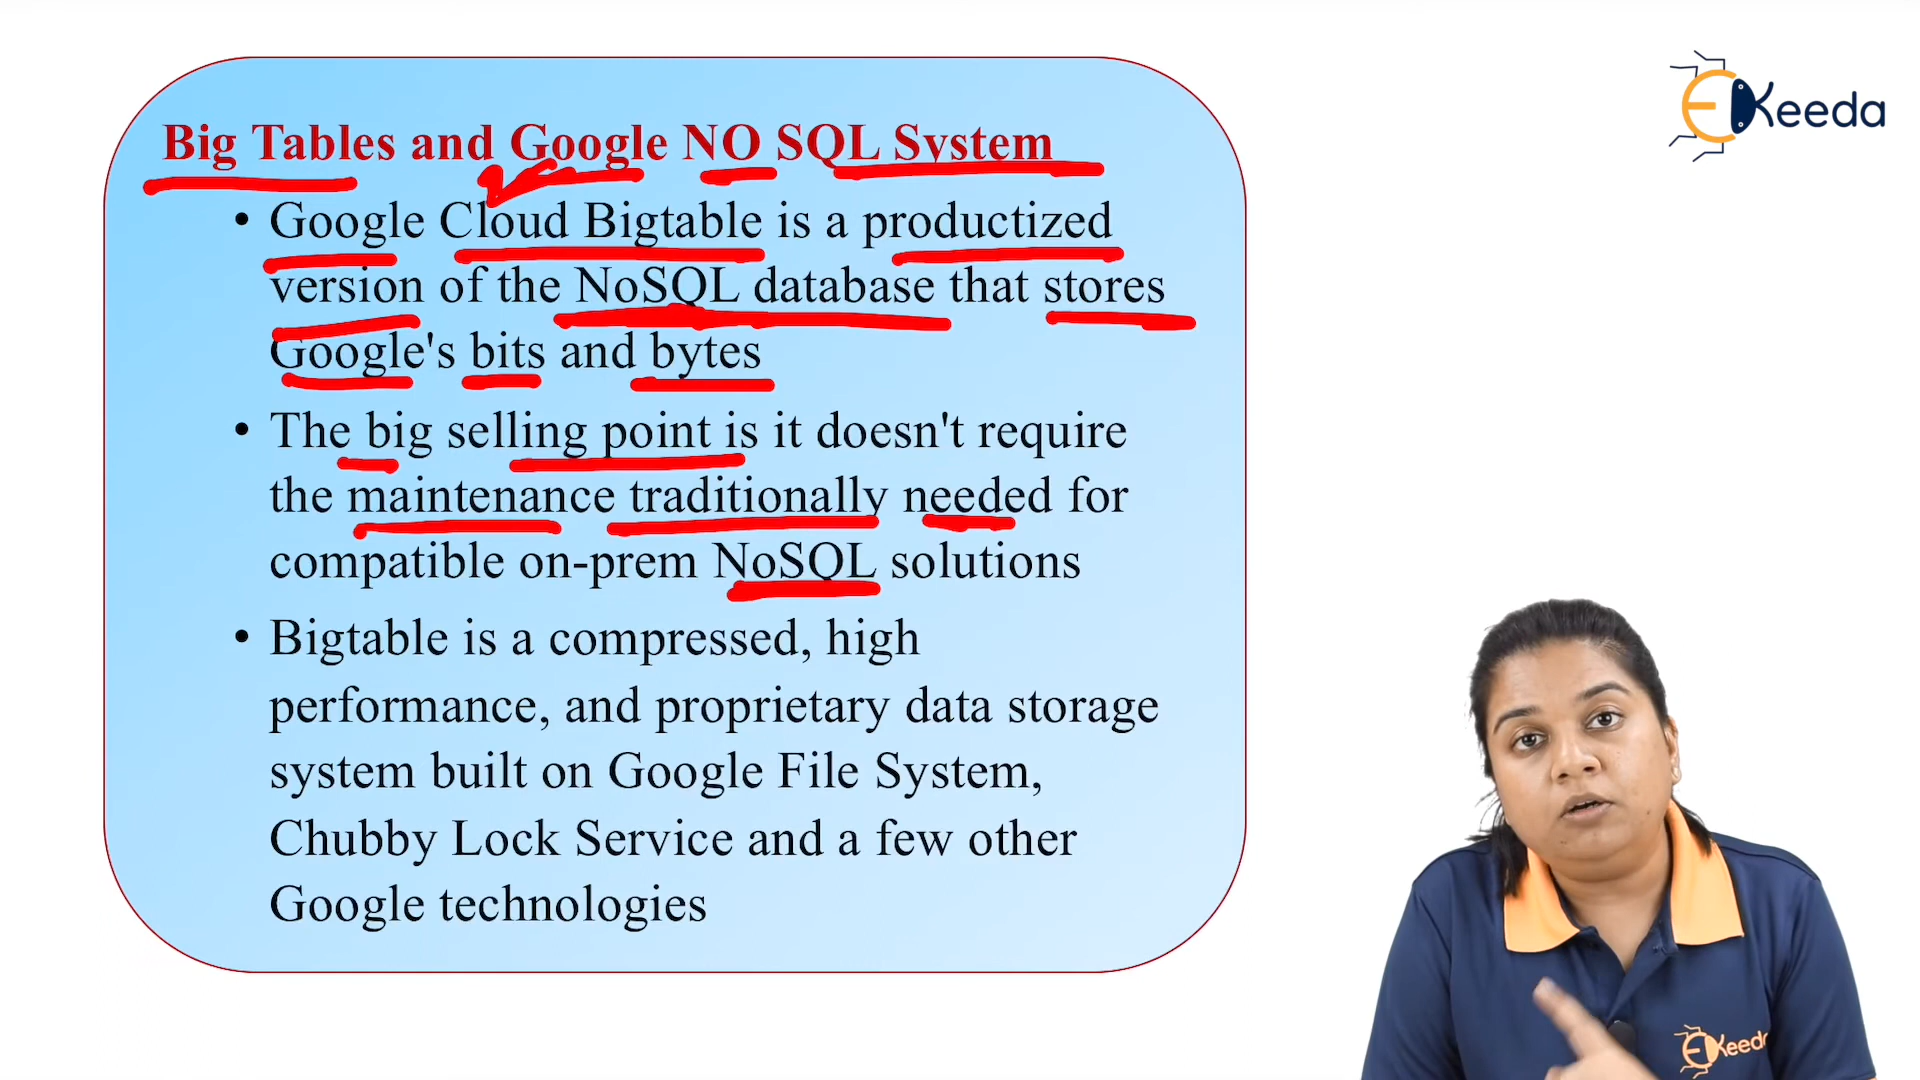 Big Tables and Google NO SQL System
• Google Cloud Bigtable is a productized
version of the NoSQL database that stores
Google's bits and bytes
• The big selling point is it doesn't require
the maintenance traditionally needed for
compatible on-prem NoSQL solutions
• Bigtable is a compressed, high
performance, and proprietary data storage
system built on Google File System,
Chubby Lock Service and a few other
Google technologies
EKeeda
EKeeda